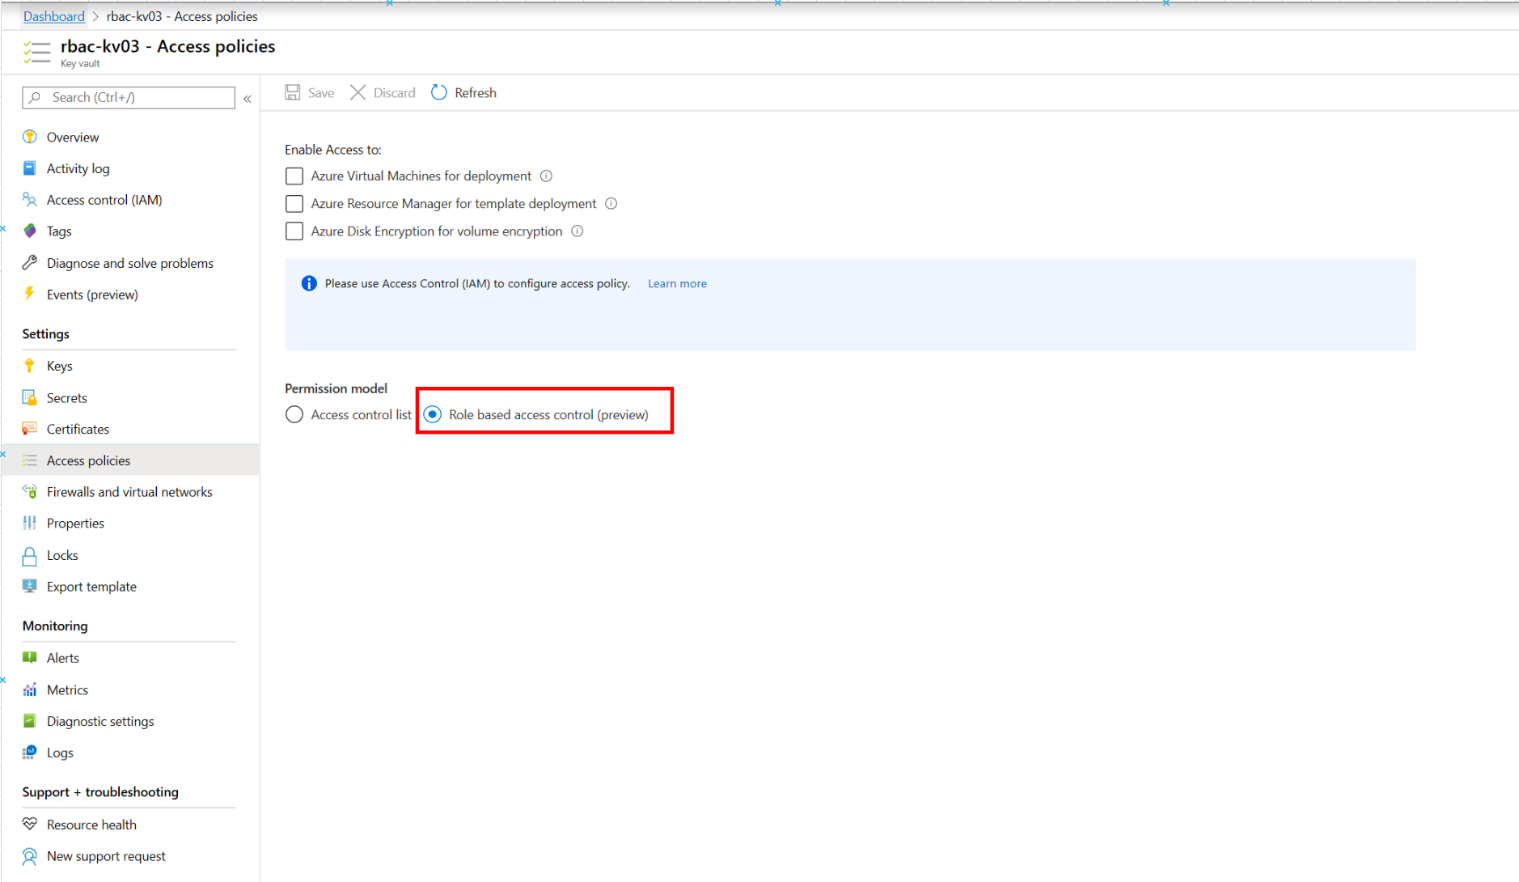 Dashboard > rbac-kv03 - Access policies
rbac-kv03 - Access policies
Key vault
Search (Ctrl+/)
«
Save
Discard
Refresh
Overview
Activity log
Access control (IAM)
Tags
Diagnose and solve problems
Events (preview)
Settings
Keys
Secrets
Certificates
Access policies
Firewalls and virtual networks
Properties
Locks
Export template
Monitoring
Alerts
Metrics
Diagnostic settings
Logs
Support + troubleshooting
Resource health
New support request
Enable Access to:
Azure Virtual Machines for deployment
Azure Resource Manager for template deployment
Azure Disk Encryption for volume encryption
Please use Access Control (IAM) to configure access policy. Learn more
Permission model
Access control list
Role based access control (preview)